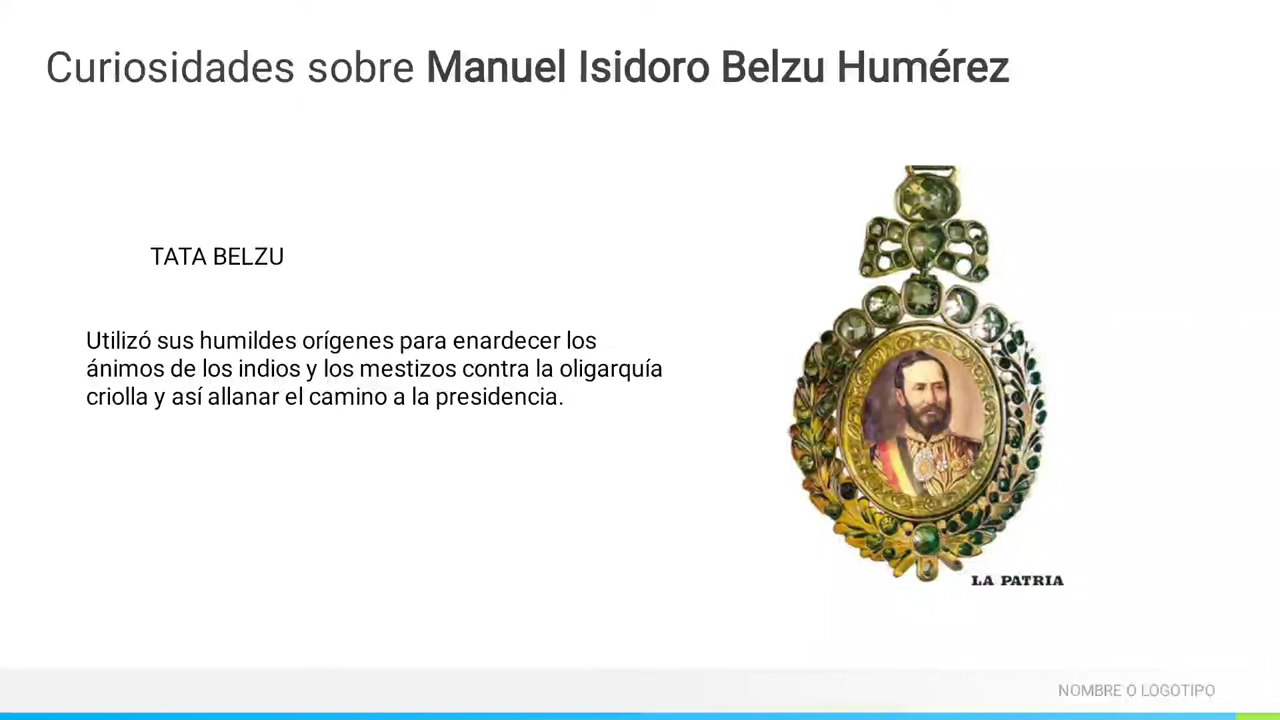 Curiosidades sobre Manuel Isidoro Belzu Humérez
TATA BELZU
Utilizó sus humildes orígenes para enardecer los
ánimos de los indios y los mestizos contra la oligarquía
criolla y así allanar el camino a la presidencia.
LA PATRIA
NOMBRE O LOGOTIPO